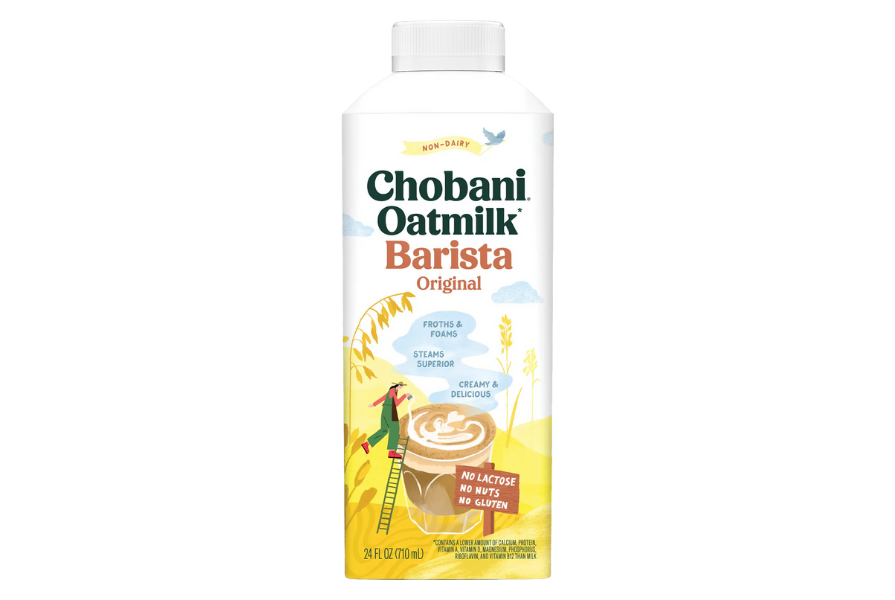 NON-DAIRY
Chobani®
Oatmilk*
Barista
Original
FROTHS &
FOAMS
STEAMS
SUPERIOR
CREAMY &
DELICIOUS
NO LACTOSE
NO NUTS
NO GLUTEN
24 FL OZ (710 mL)
*CONTAINS A LOWER AMOUNT OF CALCIUM, PROTEIN,
VITAMIN A, VITAMIN D, MAGNESIUM, PHOSPHORUS,
RIBOFLAVIN, AND VITAMIN B12 THAN MILK